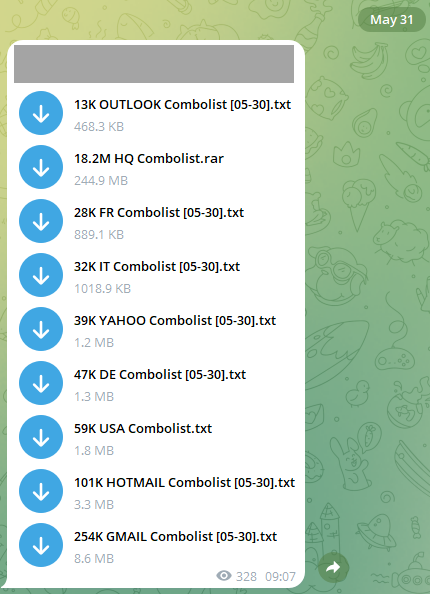 May 31
13K OUTLOOK Combolist [05-30].txt
468.3 KB
18.2M HQ Combolist.rar
244.9 MB
28K FR Combolist [05-30].txt
889.1 KB
32K IT Combolist [05-30].txt
1018.9 KB
39K YAHOO Combolist [05-30].txt
1.2 MB
47K DE Combolist [05-30].txt
1.3 MB
59K USA Combolist.txt
1.8 MB
101K HOTMAIL Combolist [05-30].txt
3.3 MB
254K GMAIL Combolist [05-30].txt
8.6 MB
328 09:07